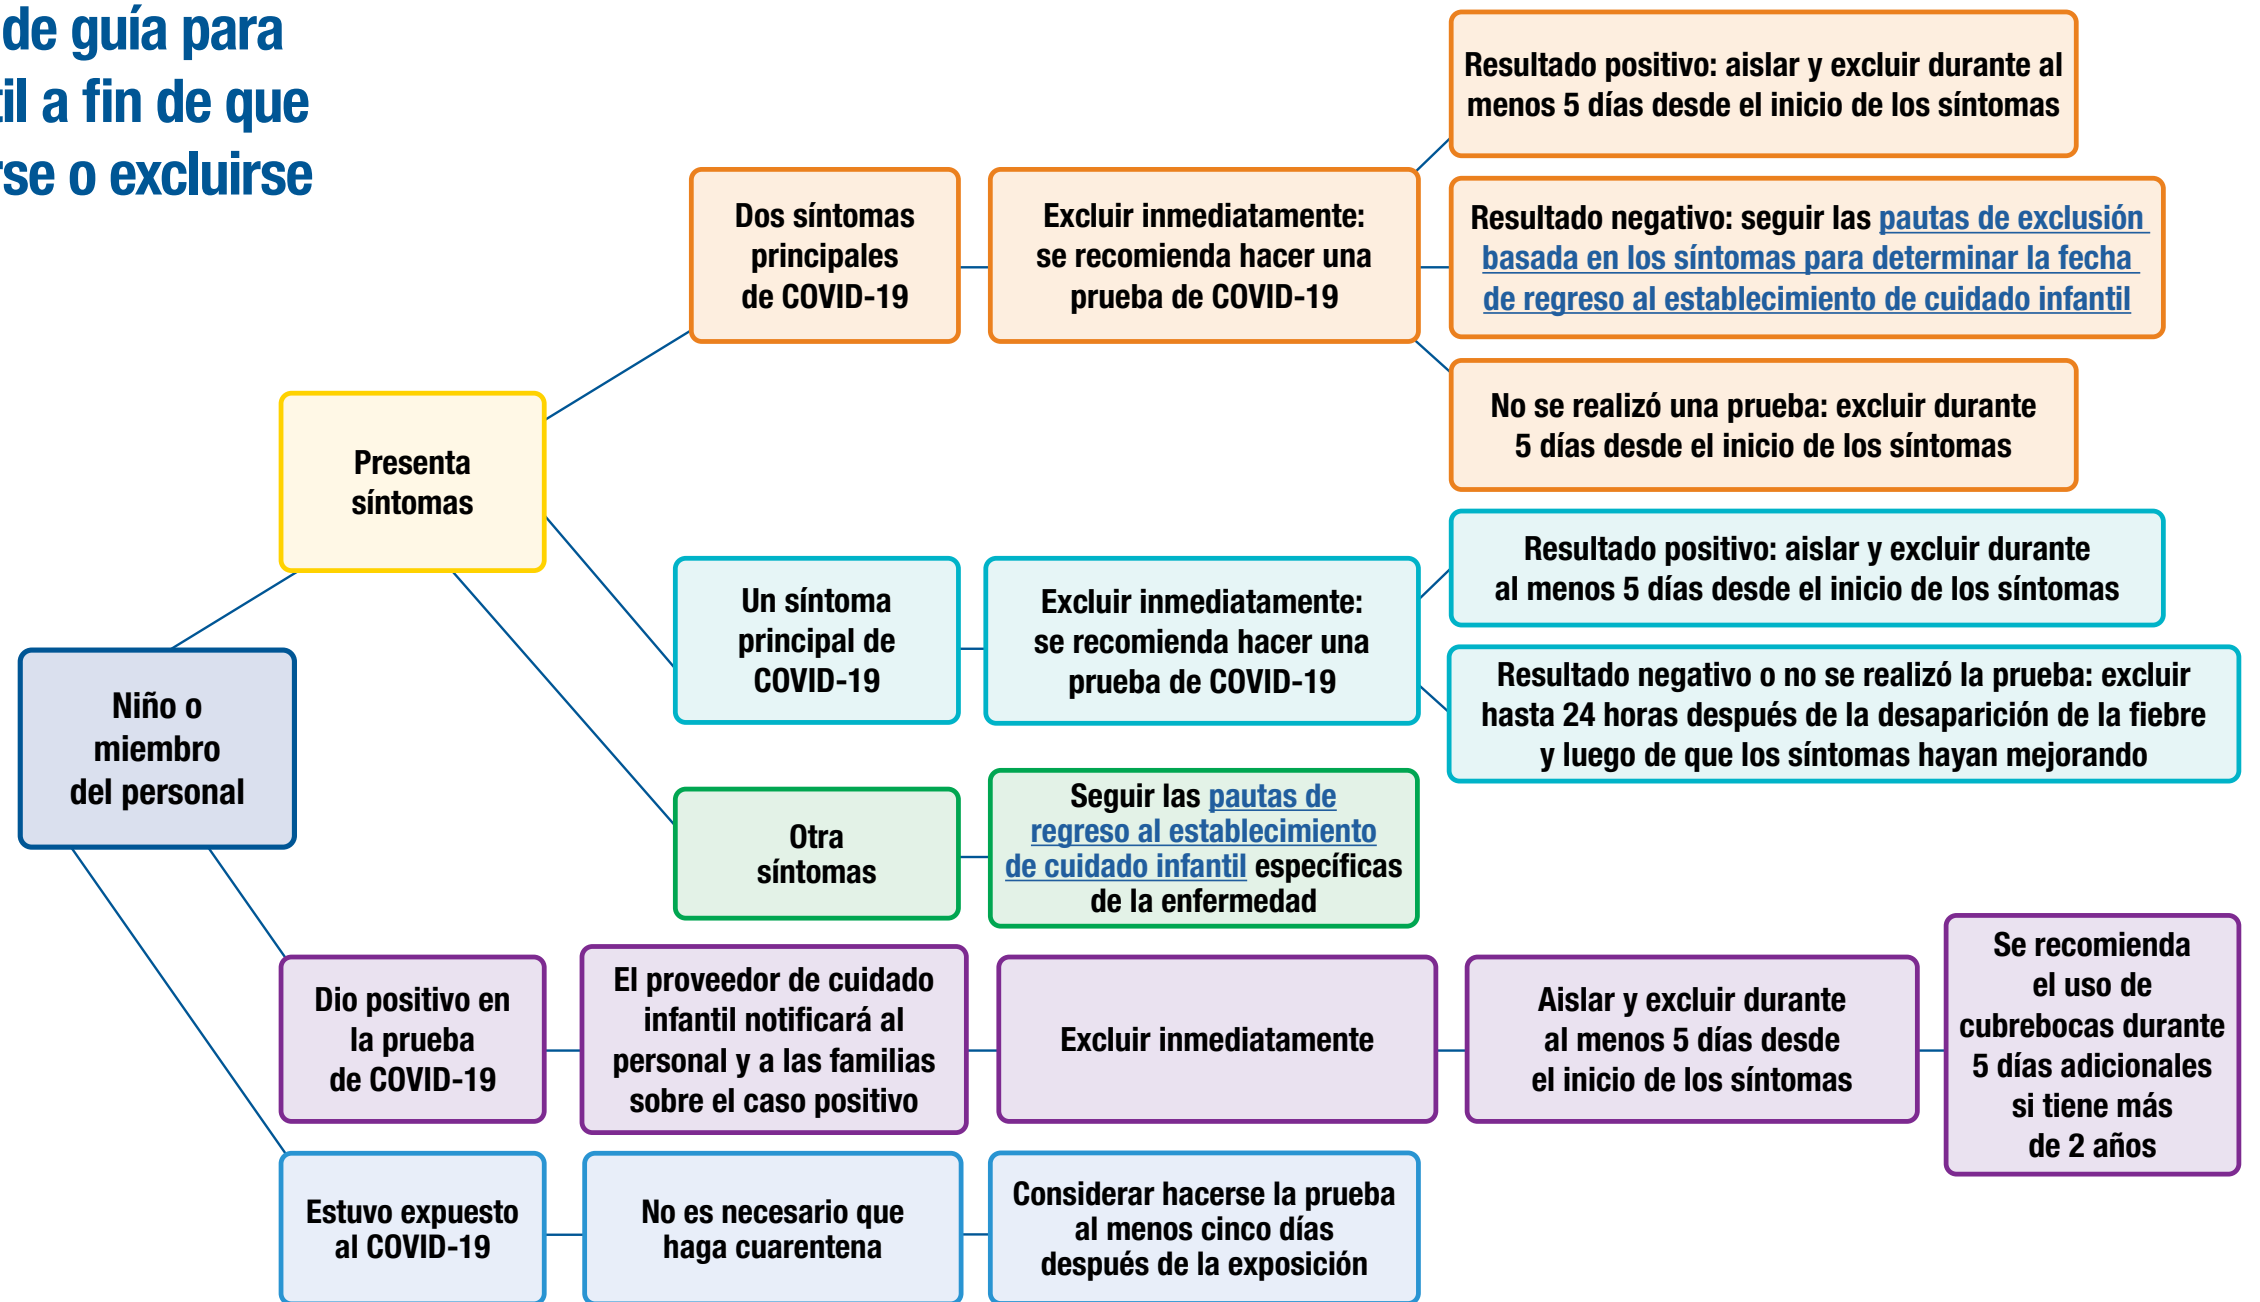 de guía para
til a fin de que
rse o excluirse
Resultado positivo: aislar y excluir durante al
menos 5 días desde el inicio de los síntomas
Dos síntomas
principales
de COVID-19
Excluir inmediatamente:
se recomienda hacer una
prueba de COVID-19
Resultado negativo: seguir las pautas de exclusión
basada en los síntomas para determinar la fecha
de regreso al establecimiento de cuidado infantil
No se realizó una prueba: excluir durante
5 días desde el inicio de los síntomas
Presenta
síntomas
Un síntoma
principal de
COVID-19
Excluir inmediatamente:
se recomienda hacer una
prueba de COVID-19
Resultado positivo: aislar y excluir durante
al menos 5 días desde el inicio de los síntomas
Resultado negativo o no se realizó la prueba: excluir
hasta 24 horas después de la desaparición de la fiebre
y luego de que los síntomas hayan mejorando
Niño o
miembro
del personal
Otra
síntomas
Seguir las pautas de
regreso al establecimiento
de cuidado infantil específicas
de la enfermedad
Dio positivo en
la prueba
de COVID-19
El proveedor de cuidado
infantil notificará al
personal y a las familias
sobre el caso positivo
Excluir inmediatamente
Aislar y excluir durante
al menos 5 días desde
el inicio de los síntomas
Se recomienda
el uso de
cubrebocas durante
5 días adicionales
si tiene más
de 2 años
Estuvo expuesto
al COVID-19
No es necesario que
haga cuarentena
Considerar hacerse la prueba
al menos cinco días
después de la exposición